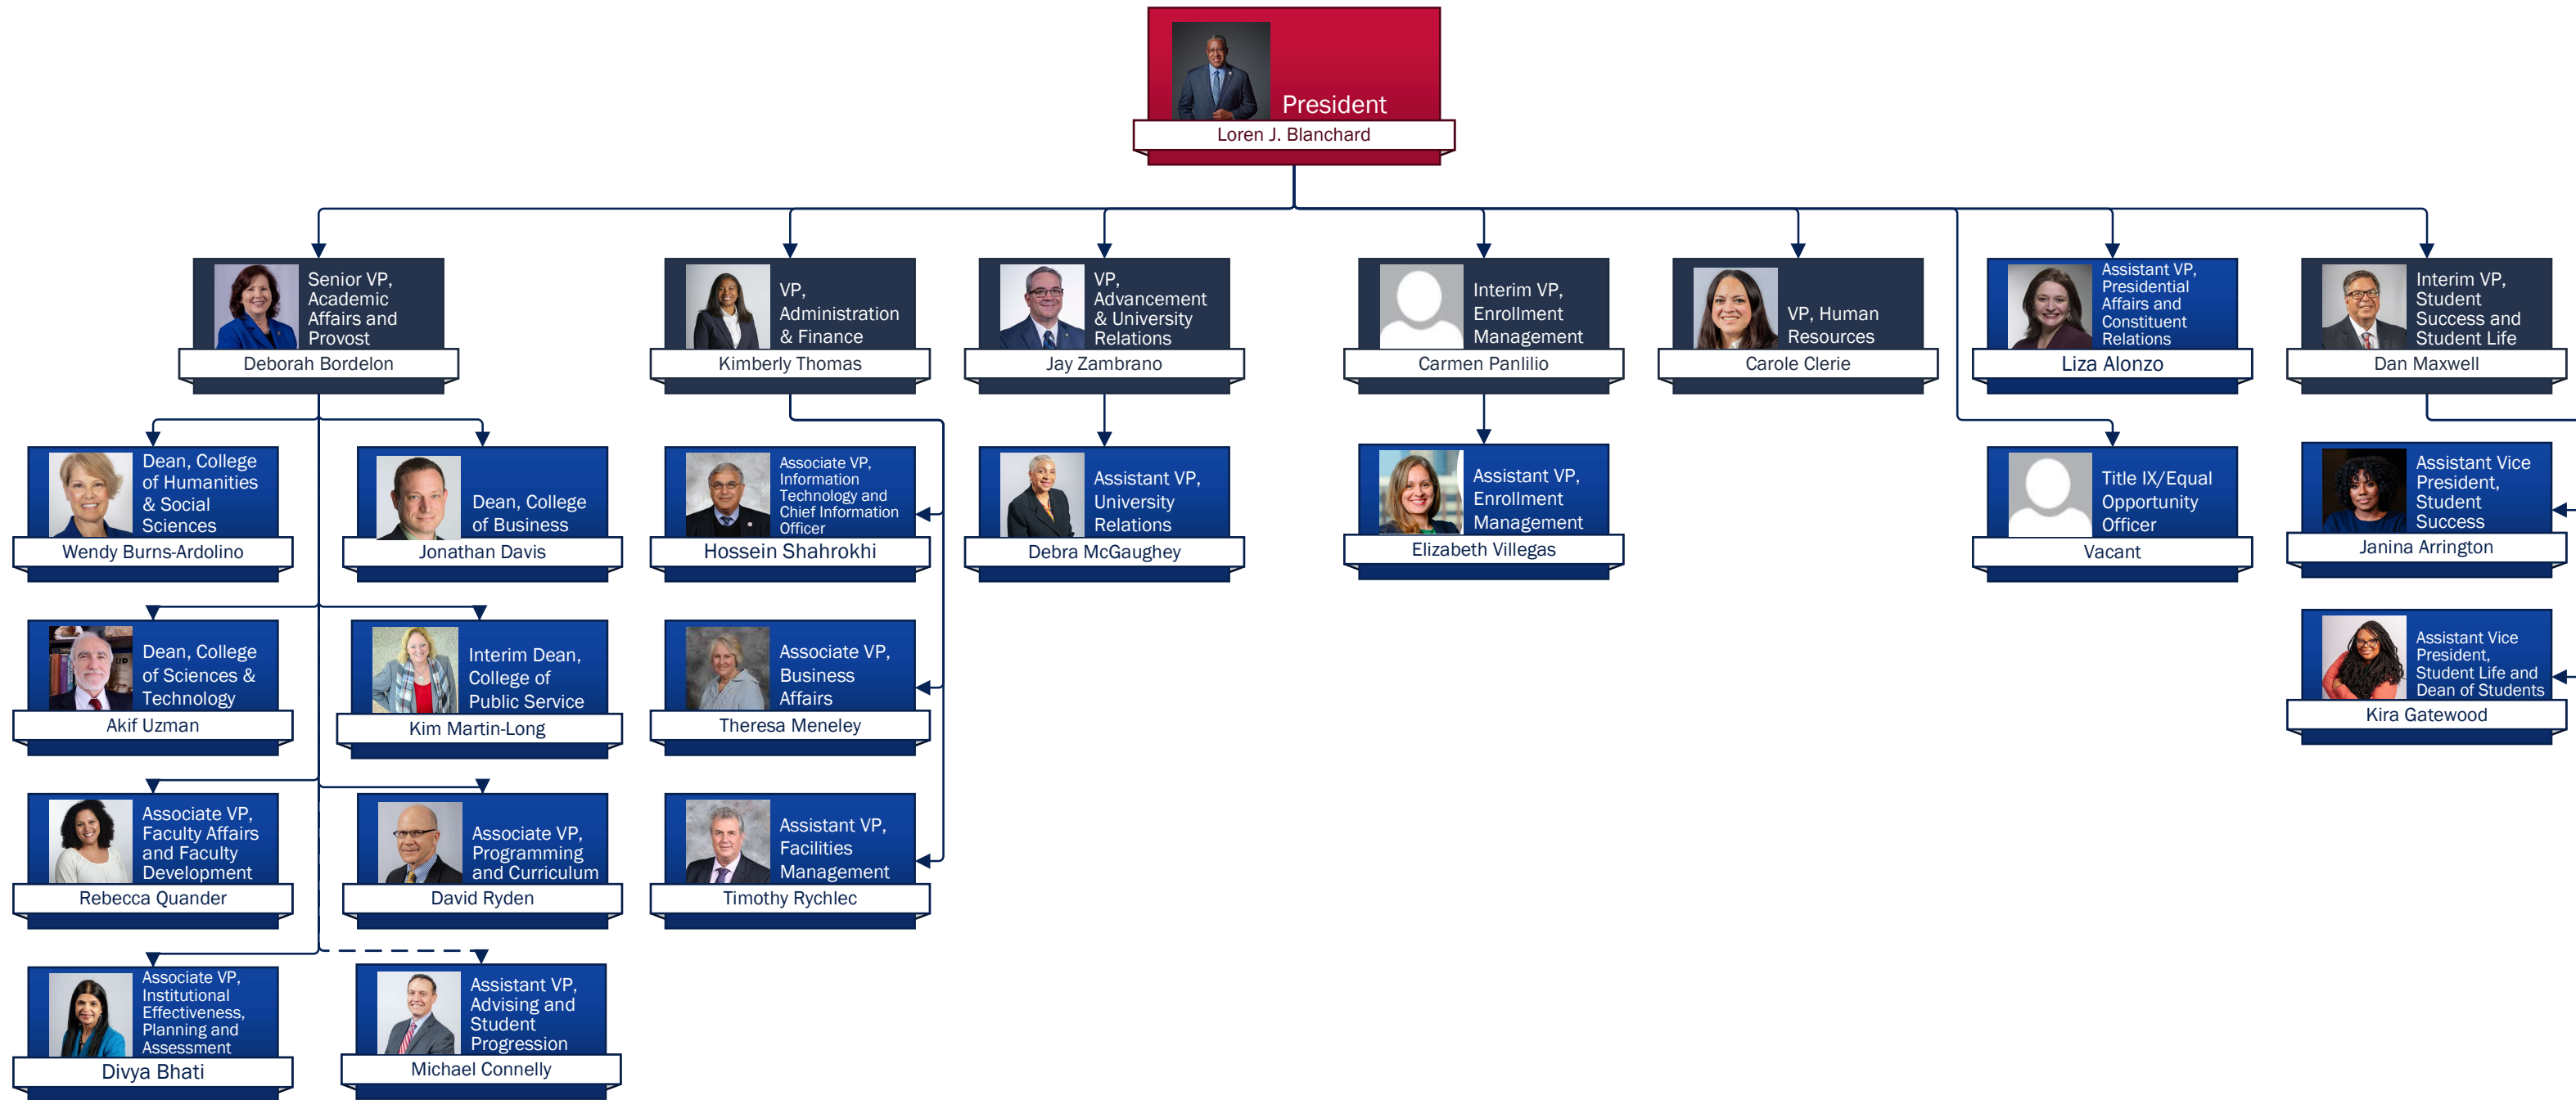 President
Loren J. Blanchard
Senior VP,
Academic
Affairs and
Provost
Deborah Bordelon
VP,
Administration
& Finance
Kimberly Thomas
VP,
Advancement
& University
Relations
Jay Zambrano
Interim VP,
Enrollment
Management
Carmen Panlilio
VP, Human
Resources
Carole Clerie
Assistant VP,
Presidential
Affairs and
Constituent
Relations
Liza Alonzo
Interim VP,
Student
Success and
Student Life
Dan Maxwell
Dean, College
of Humanities
& Social
Sciences
Wendy Burns-Ardolino
Dean, College
of Business
Jonathan Davis
Associate VP,
Information
Technology and
Chief Information
Officer
Hossein Shahrokhi
Assistant VP,
University
Relations
Debra McGaughey
Assistant VP,
Enrollment
Management
Elizabeth Villegas
Title IX/Equal
Opportunity
Officer
Vacant
Assistant Vice
President,
Student
Success
Janina Arrington
Dean, College
of Sciences &
Technology
Akif Uzman
Interim Dean,
College of
Public Service
Kim Martin-Long
Associate VP,
Business
Affairs
Theresa Meneley
Assistant Vice
President,
Student Life and
Dean of Students
Kira Gatewood
Associate VP,
Faculty Affairs
and Faculty
Development
Rebecca Quander
Associate VP,
Programming
and Curriculum
David Ryden
Assistant VP,
Facilities
Management
Timothy Rychlec
Associate VP,
Institutional
Effectiveness,
Planning and
Assessment
Divya Bhati
Assistant VP,
Advising and
Student
Progression
Michael Connelly